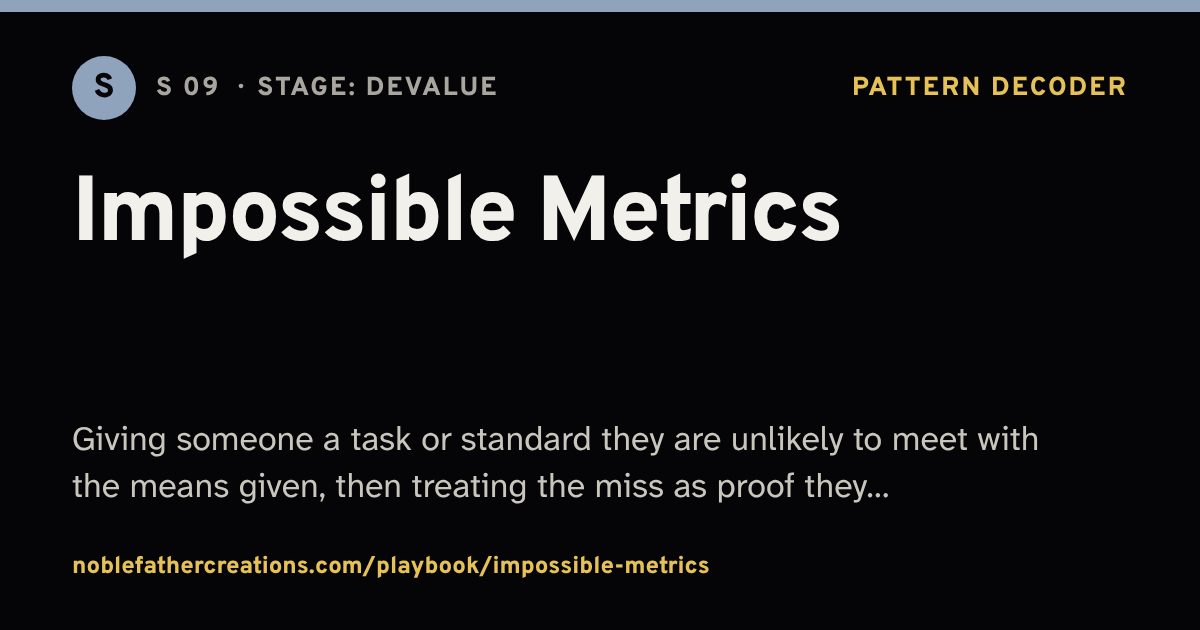 S
S 09 · STAGE: DEVALUE
PATTERN DECODER
Impossible Metrics
Giving someone a task or standard they are unlikely to meet with
the means given, then treating the miss as proof they...
noblefathercreations.com/playbook/impossible-metrics